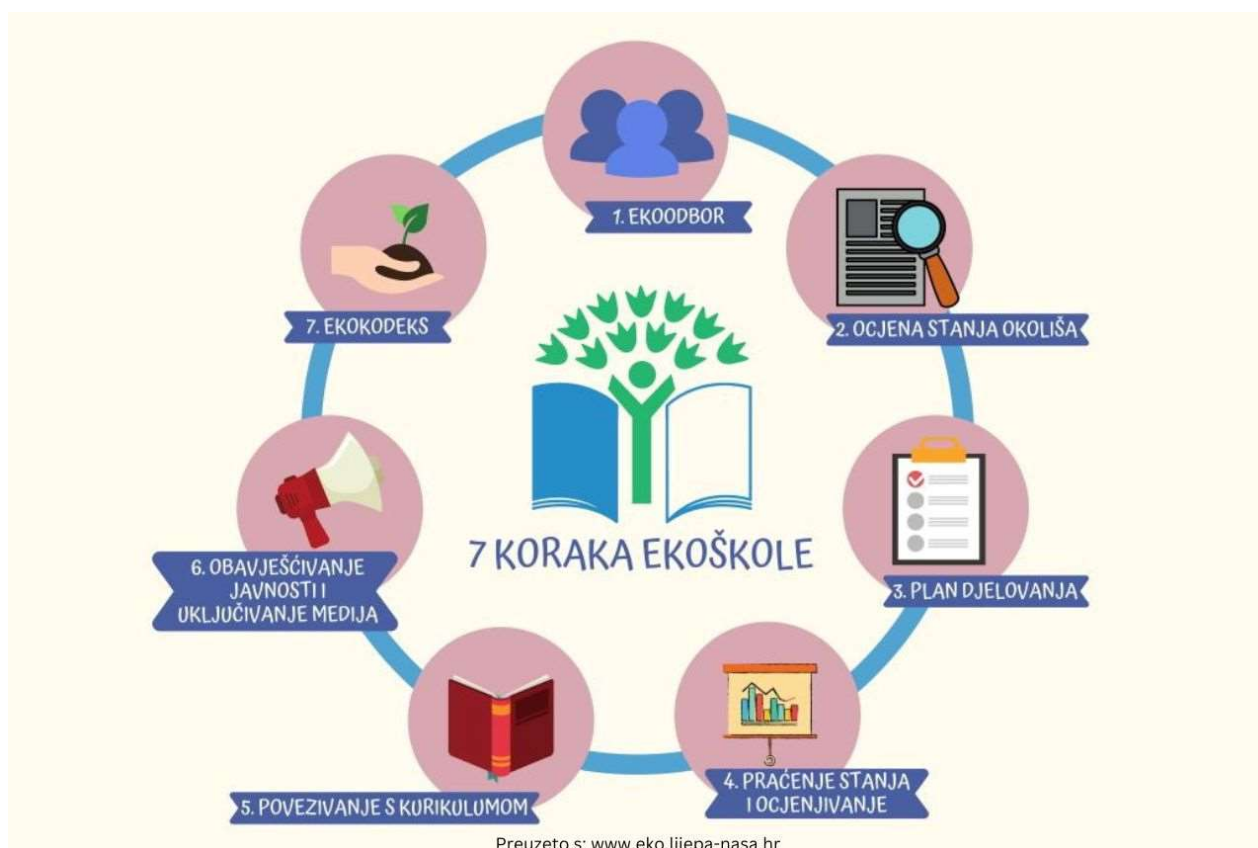 1. EKOODBOR
2. OCJENA STANJA OKOLIŠA
3. PLAN DJELOVANJA
4. PRAĆENJE STANJA
I OCJENJIVANJE
5. POVEZIVANJE S KURIKULUMOM
6. OBAVJEŠĆIVANJE
JAVNOSTI I
UKLJUČIVANJE MEDIJA
7. EKOKODEKS
7 KORAKA EKOŠKOLE
Preuzeto s: www.eko.lijepa-nasa.hr